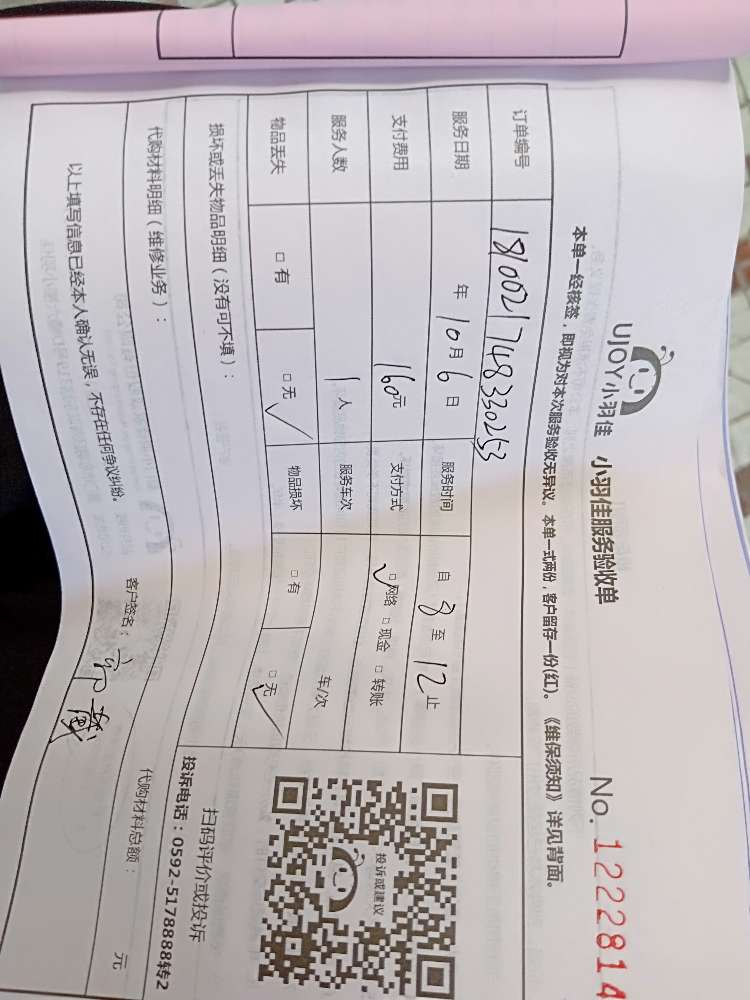 UJOY小羽佳 小羽佳服务验收单
No. 1222814
本单一经核签，即视为对本次服务验收无异议。本单一式两份，客户留存一份(红)。《维保须知》详见背面。
订单编号 181002174833025​3
服务日期 年10月6日 服务时间 自8至12止
支付费用 160元 支付方式 ☑网络 □现金 □转账
服务人数 1人 服务车次 车/次
物品丢失 □有 □无✓ 物品损坏 □有 □无✓
损坏或丢失物品明细（没有可不填）：
代购材料明细（维修业务）： 代购材料总额： 元
以上填写信息已经本人确认无误，不存在任何争议纠纷。 客户签名：
投诉或建议
扫码评价或投诉
投诉电话：0592-5178888转2